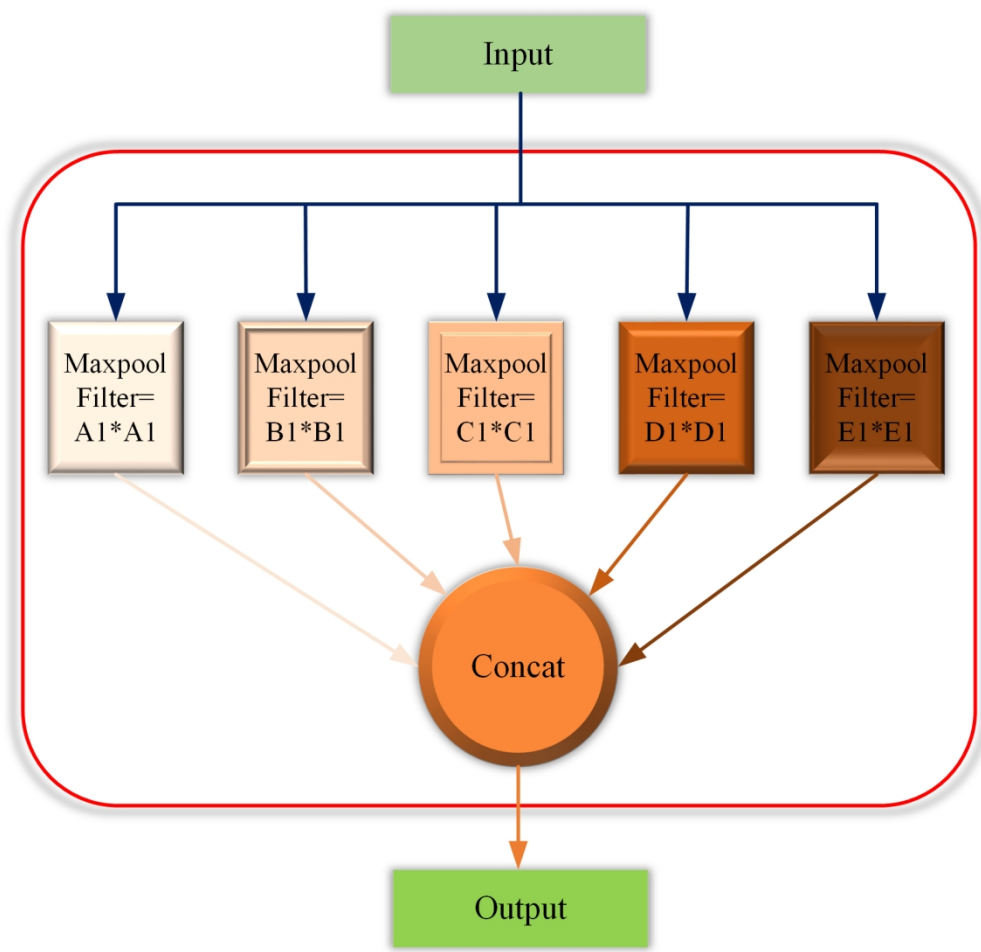 Input
Maxpool
Filter=
A1*A1
Maxpool
Filter=
B1*B1
Maxpool
Filter=
C1*C1
Maxpool
Filter=
D1*D1
Maxpool
Filter=
E1*E1
Concat
Output